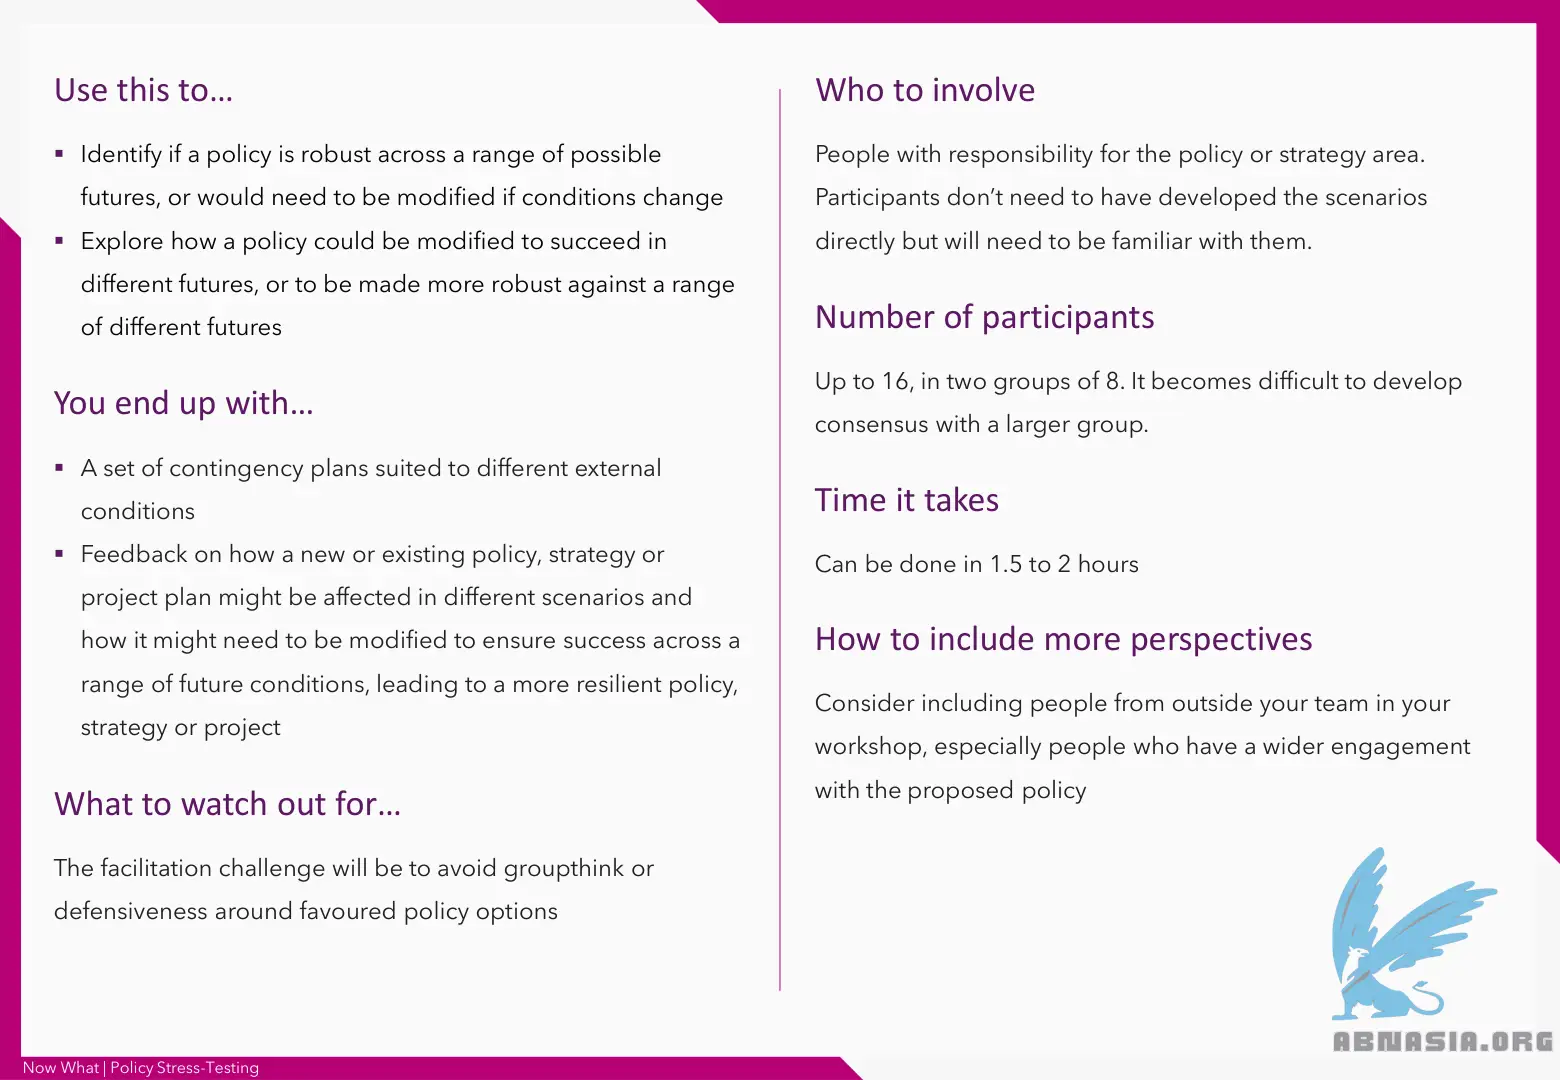 Use this to...
▪ Identify if a policy is robust across a range of possible
futures, or would need to be modified if conditions change
▪ Explore how a policy could be modified to succeed in
different futures, or to be made more robust against a range
of different futures
You end up with...
▪ A set of contingency plans suited to different external
conditions
▪ Feedback on how a new or existing policy, strategy or
project plan might be affected in different scenarios and
how it might need to be modified to ensure success across a
range of future conditions, leading to a more resilient policy,
strategy or project
What to watch out for...
The facilitation challenge will be to avoid groupthink or
defensiveness around favoured policy options
Who to involve
People with responsibility for the policy or strategy area.
Participants don’t need to have developed the scenarios
directly but will need to be familiar with them.
Number of participants
Up to 16, in two groups of 8. It becomes difficult to develop
consensus with a larger group.
Time it takes
Can be done in 1.5 to 2 hours
How to include more perspectives
Consider including people from outside your team in your
workshop, especially people who have a wider engagement
with the proposed policy
ABNASIA.ORG
Now What | Policy Stress-Testing